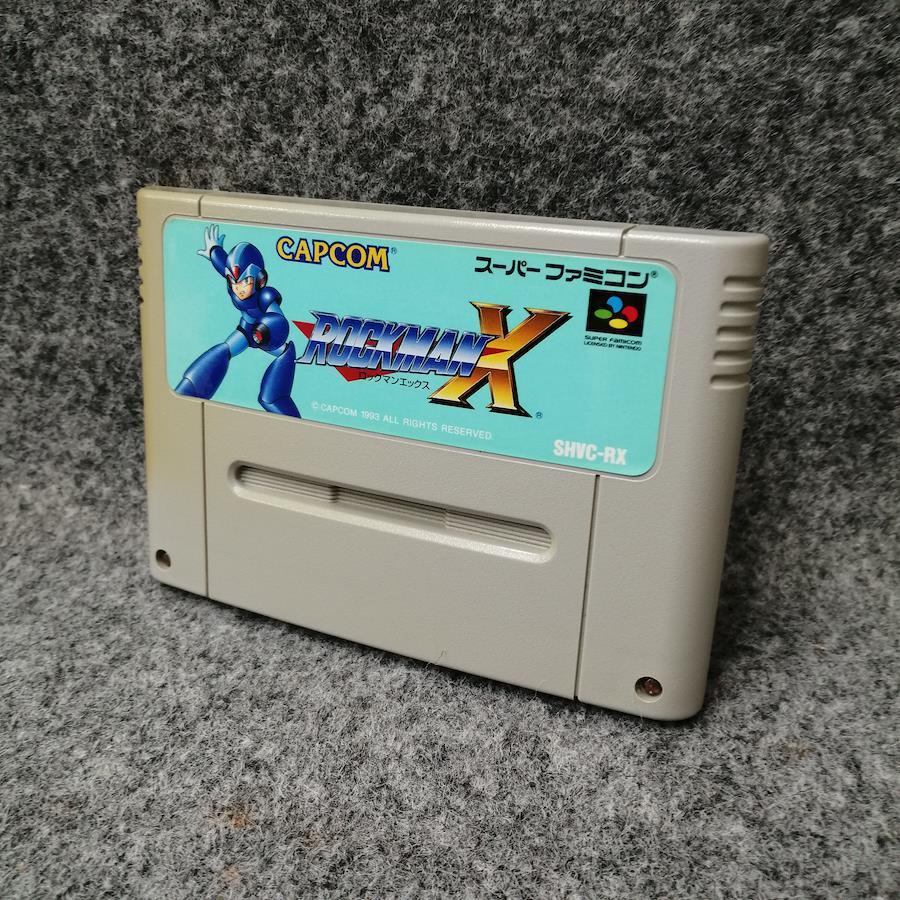 CAPCOM®
スーパーファミコン®
SUPER FAMICOM
LICENSED BY NINTENDO
ROCKMAN X
ロックマンエックス
®
© CAPCOM 1993 ALL RIGHTS RESERVED.
SHVC-RX